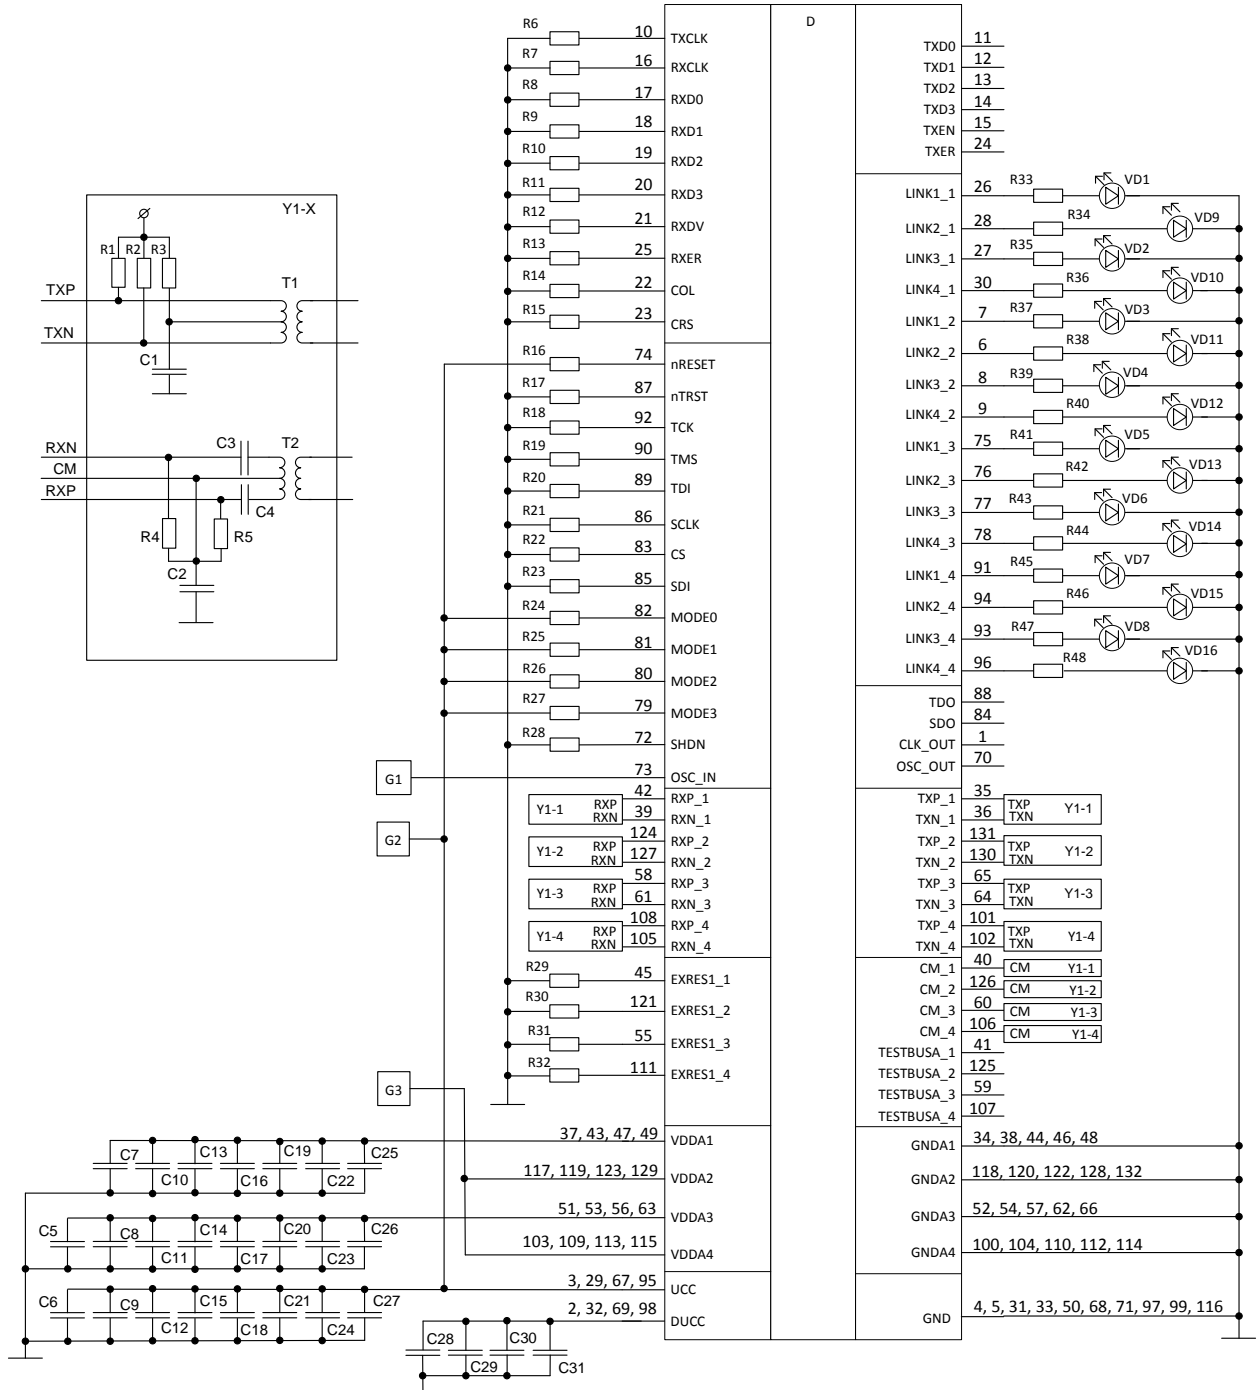 D
R6 10 TXCLK
R7 16 RXCLK
R8 17 RXD0
R9 18 RXD1
R10 19 RXD2
R11 20 RXD3
R12 21 RXDV
R13 25 RXER
R14 22 COL
R15 23 CRS
R16 74 nRESET
R17 87 nTRST
R18 92 TCK
R19 90 TMS
R20 89 TDI
R21 86 SCLK
R22 83 CS
R23 85 SDI
R24 82 MODE0
R25 81 MODE1
R26 80 MODE2
R27 79 MODE3
R28 72 SHDN
G1 73 OSC_IN
Y1-1 RXP 42 RXP_1
RXN 39 RXN_1
G2
Y1-2 RXP 124 RXP_2
RXN 127 RXN_2
Y1-3 RXP 58 RXP_3
RXN 61 RXN_3
Y1-4 RXP 108 RXP_4
RXN 105 RXN_4
R29 45 EXRES1_1
R30 121 EXRES1_2
R31 55 EXRES1_3
R32 111 EXRES1_4
G3
37, 43, 47, 49 VDDA1
117, 119, 123, 129 VDDA2
51, 53, 56, 63 VDDA3
103, 109, 113, 115 VDDA4
3, 29, 67, 95 UCC
2, 32, 69, 98 DUCC
TXD0 11
TXD1 12
TXD2 13
TXD3 14
TXEN 15
TXER 24
LINK1_1 26 R33 VD1
LINK2_1 28 R34 VD9
LINK3_1 27 R35 VD2
LINK4_1 30 R36 VD10
LINK1_2 7 R37 VD3
LINK2_2 6 R38 VD11
LINK3_2 8 R39 VD4
LINK4_2 9 R40 VD12
LINK1_3 75 R41 VD5
LINK2_3 76 R42 VD13
LINK3_3 77 R43 VD6
LINK4_3 78 R44 VD14
LINK1_4 91 R45 VD7
LINK2_4 94 R46 VD15
LINK3_4 93 R47 VD8
LINK4_4 96 R48 VD16
TDO 88
SDO 84
CLK_OUT 1
OSC_OUT 70
TXP_1 35 TXP Y1-1
TXN_1 36 TXN
TXP_2 131 TXP Y1-2
TXN_2 130 TXN
TXP_3 65 TXP Y1-3
TXN_3 64 TXN
TXP_4 101 TXP Y1-4
TXN_4 102 TXN
CM_1 40 CM Y1-1
CM_2 126 CM Y1-2
CM_3 60 CM Y1-3
CM_4 106 CM Y1-4
TESTBUSA_1 41
TESTBUSA_2 125
TESTBUSA_3 59
TESTBUSA_4 107
GNDA1 34, 38, 44, 46, 48
GNDA2 118, 120, 122, 128, 132
GNDA3 52, 54, 57, 62, 66
GNDA4 100, 104, 110, 112, 114
GND 4, 5, 31, 33, 50, 68, 71, 97, 99, 116
Y1-X
R1 R2 R3
TXP T1
TXN
C1
C3 T2
RXN
CM
RXP
C4
R4 R5
C2
C7 C13 C19 C25
C10 C16 C22
C5 C8 C14 C20 C26
C11 C17 C23
C6 C9 C15 C21 C27
C12 C18 C24
C28 C30
C29 C31